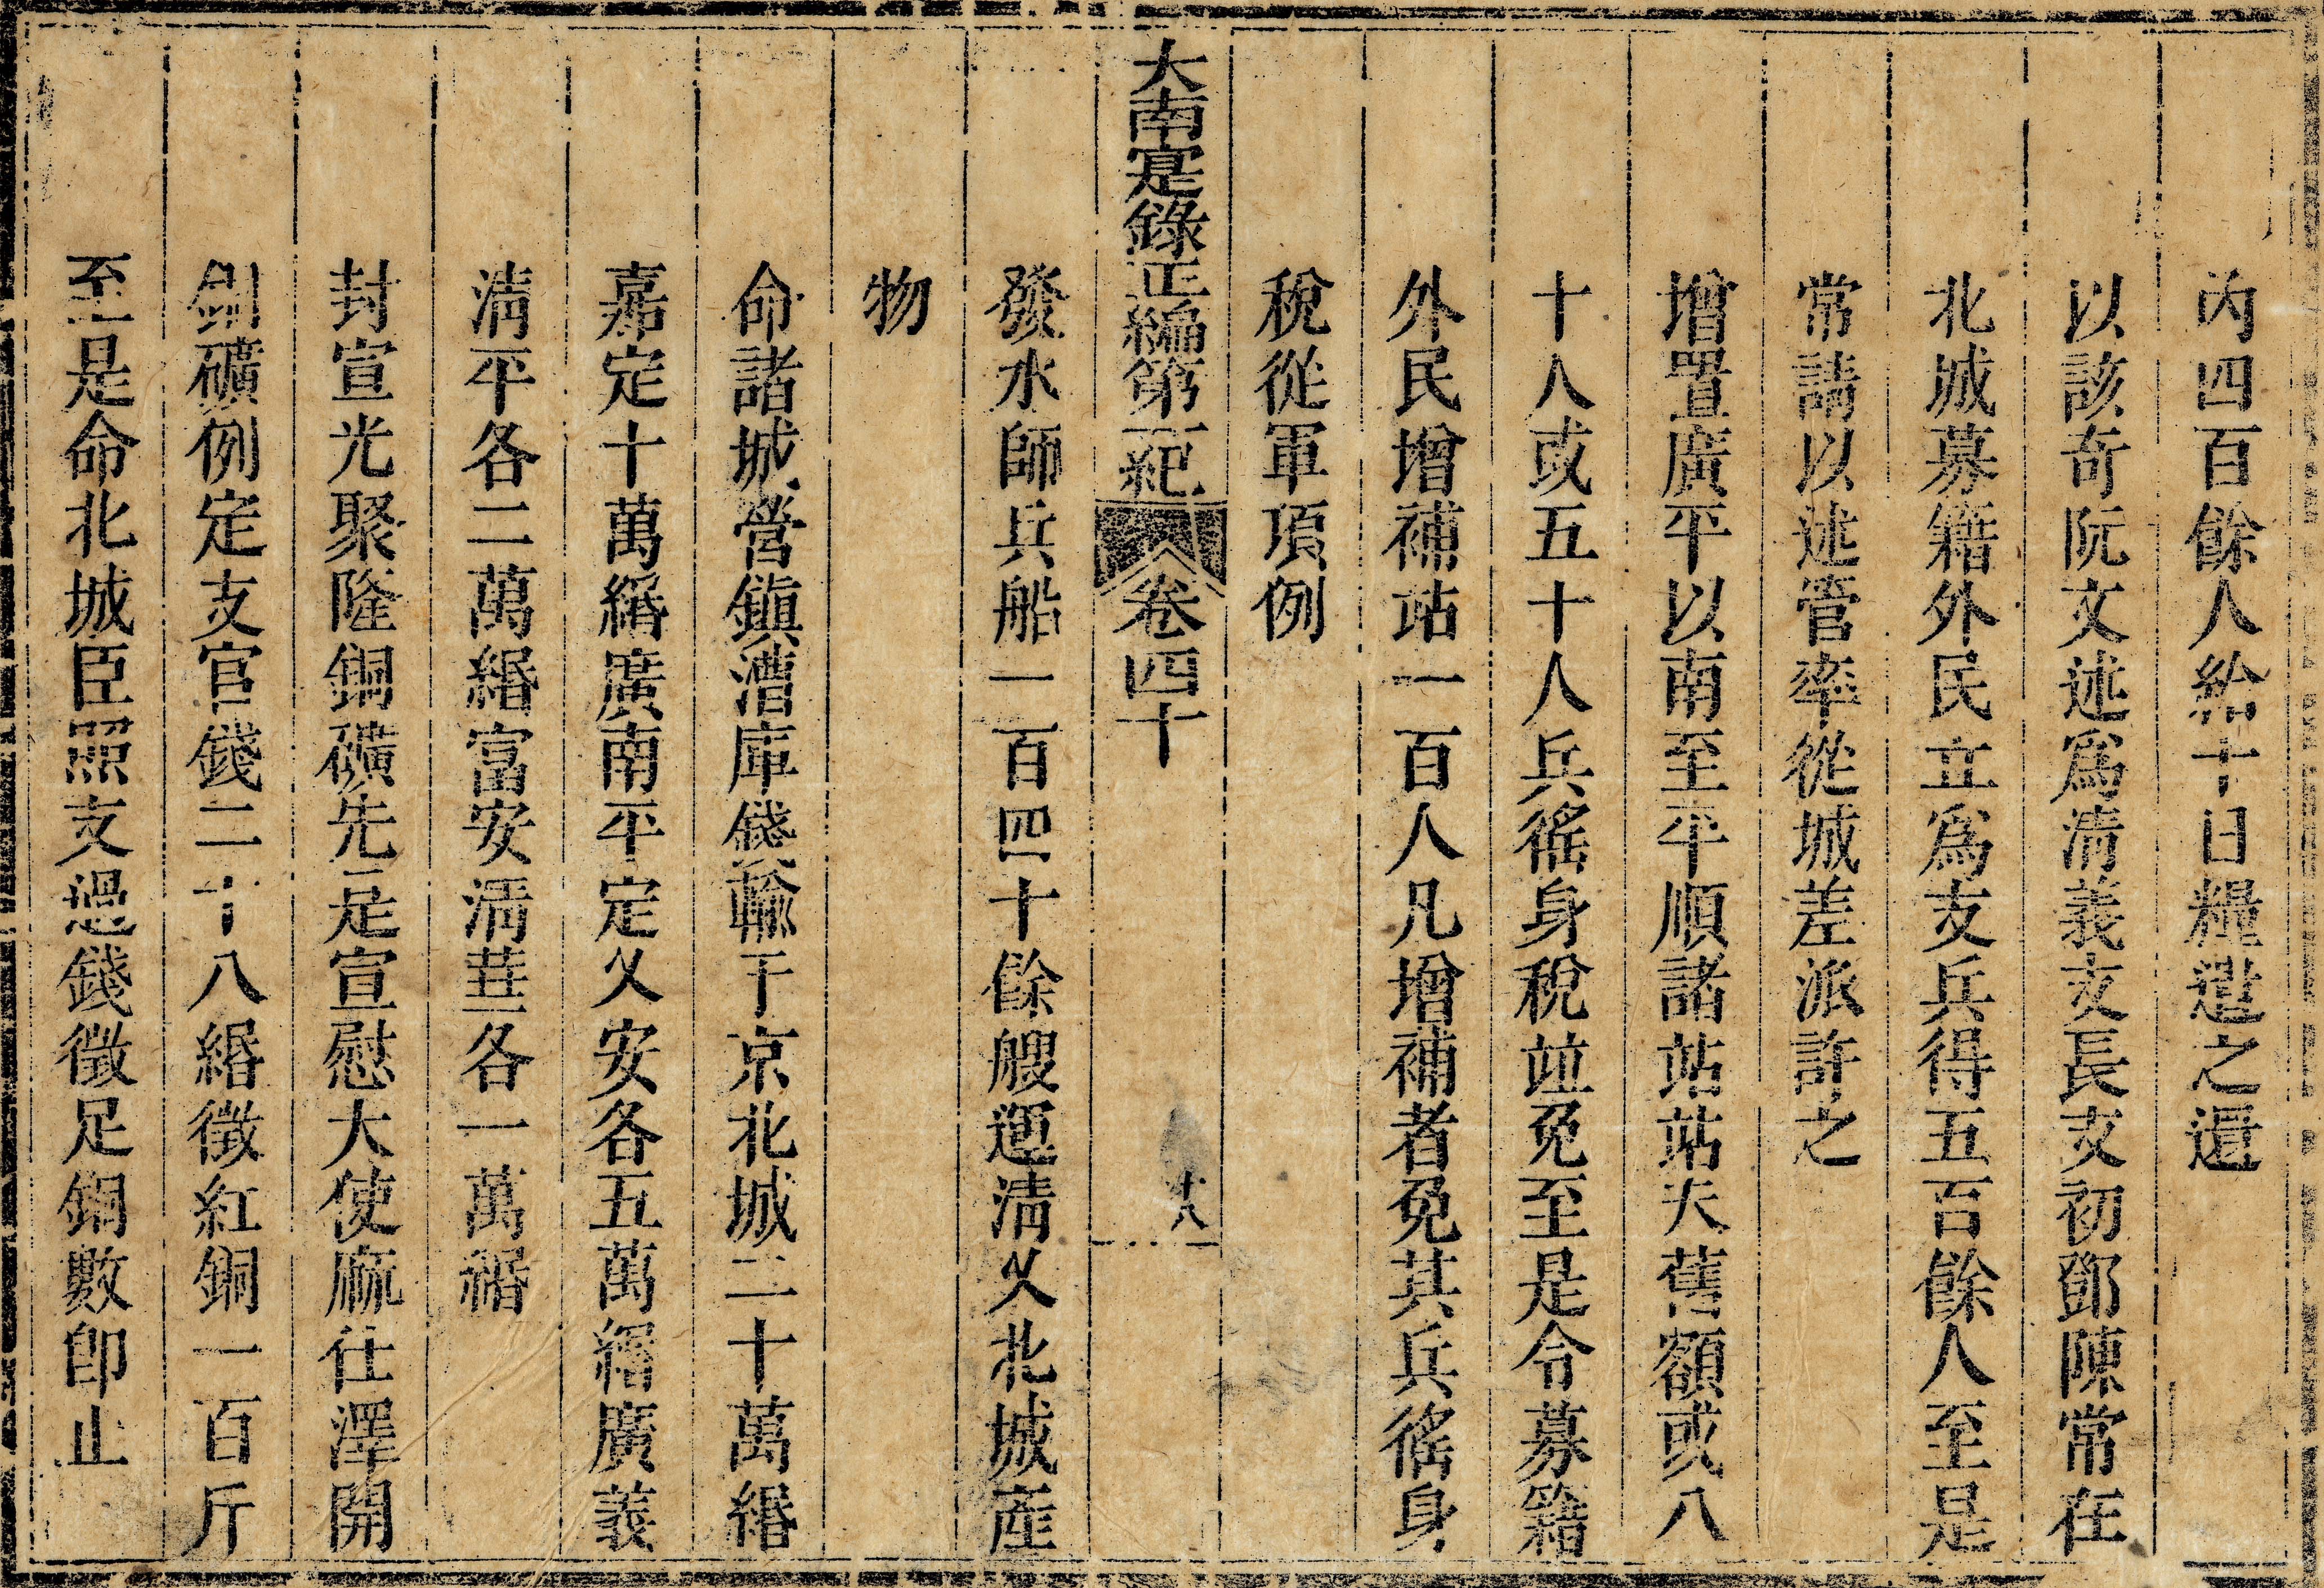 丙四百餘人給十日糧遣之還
以該奇阮文述爲清義支長支初鄧陳常在
北城募籍外民立爲支兵得五百餘人至是
常請以述管率從城差派許之
增置廣平以南至平順諸站站夫舊額或八
十人或五十人兵徭身稅竝免至是令募籍
外民增補站一百人凡增補者免其兵徭身
稅從軍項例
大南寔錄正編第一紀 卷四十 十八
發水師兵船一百四十餘艘運清乂北城產
物
命諸城營鎮漕庫錢輸于京北城二十萬緡
嘉定十萬緡廣南平定乂安各五萬緡廣義
清平各二萬緡富安清華各一萬緡
封宣光聚隆銅礦先是宣慰大使麻仕澤開
銅礦例定支官錢二十八緡徵紅銅一百斤
至是命北城臣照支過錢徵足銅數卽止